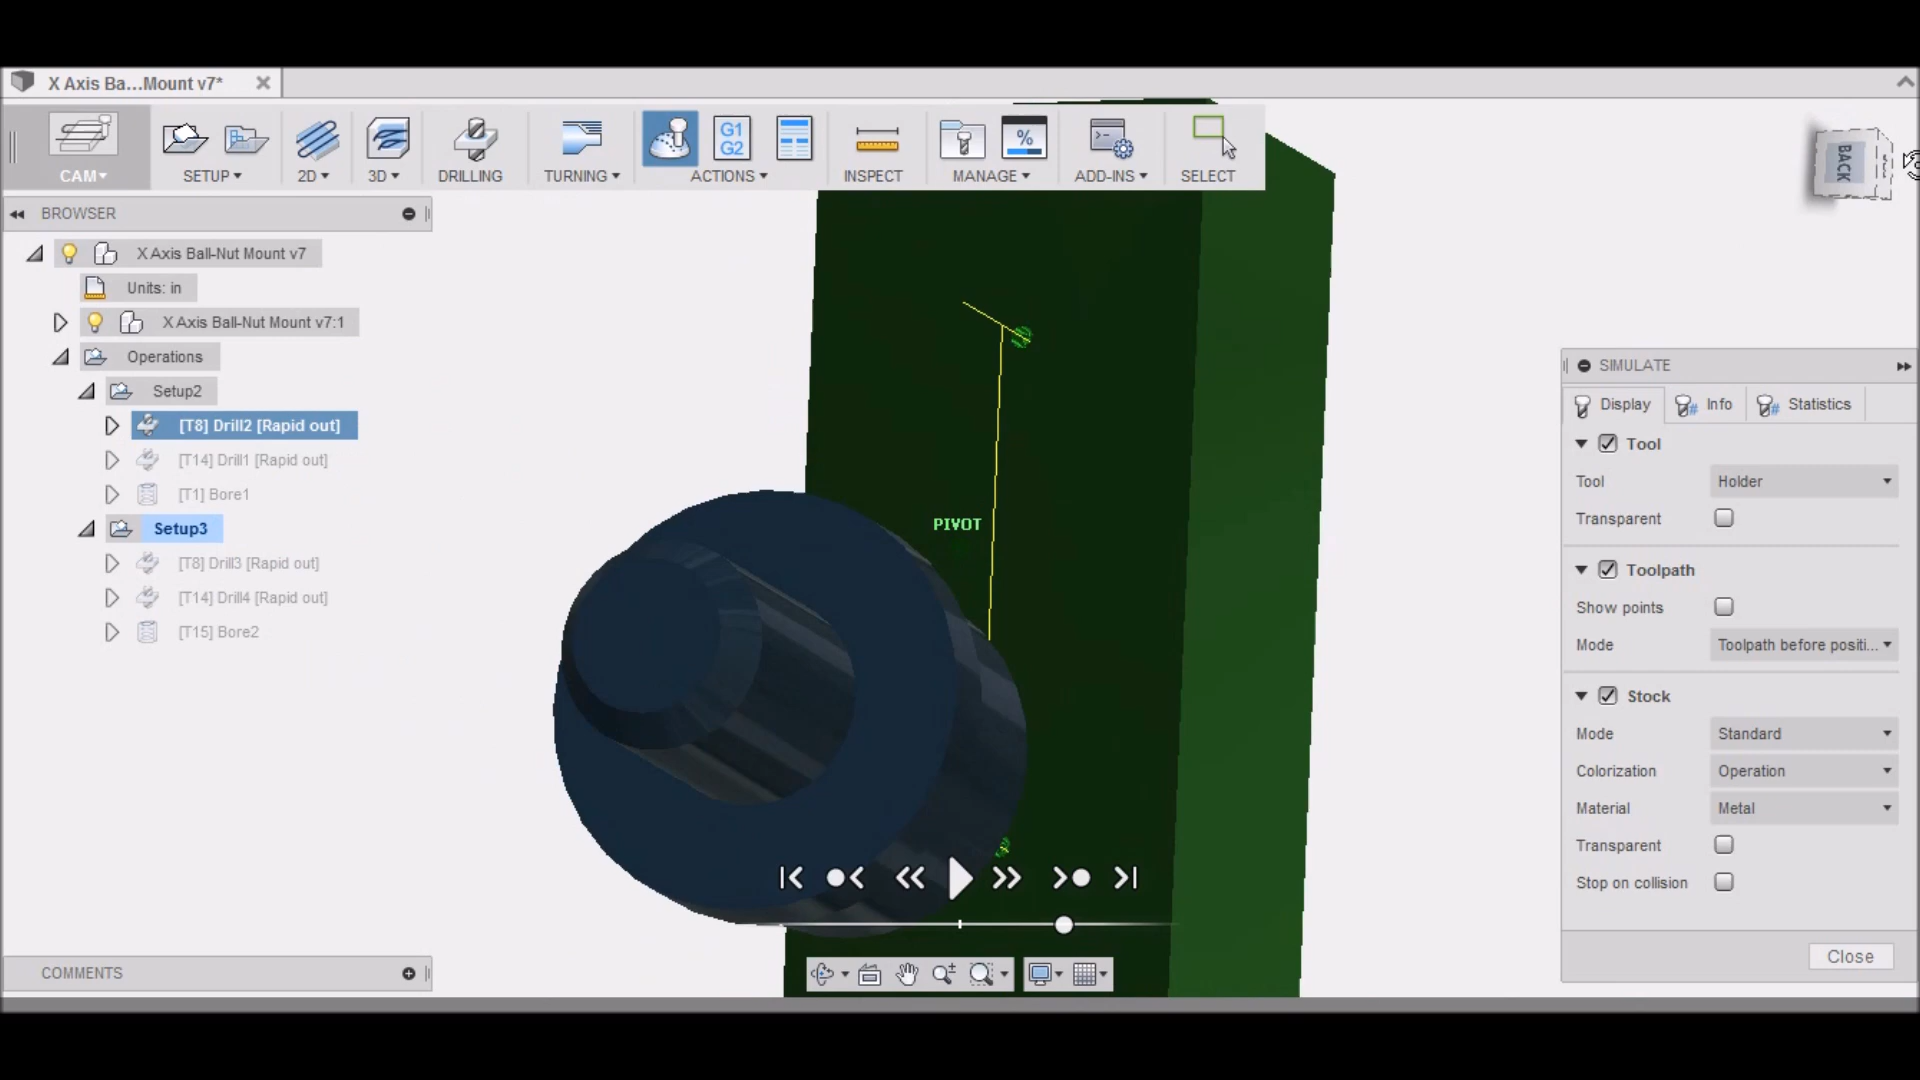 X Axis Ba...Mount v7*
G1
G2
%
CAM
SETUP
2D
3D
DRILLING
TURNING
ACTIONS
INSPECT
MANAGE
ADD-INS
SELECT
BACK
BROWSER
X Axis Ball-Nut Mount v7
Units: in
X Axis Ball-Nut Mount v7:1
Operations
Setup2
[T8] Drill2 [Rapid out]
[T14] Drill1 [Rapid out]
[T1] Bore1
Setup3
[T8] Drill3 [Rapid out]
[T14] Drill4 [Rapid out]
[T15] Bore2
PIVOT
SIMULATE
Display
Info
Statistics
Tool
Tool Holder
Transparent
Toolpath
Show points
Mode Toolpath before positi...
Stock
Mode Standard
Colorization Operation
Material Metal
Transparent
Stop on collision
Close
COMMENTS